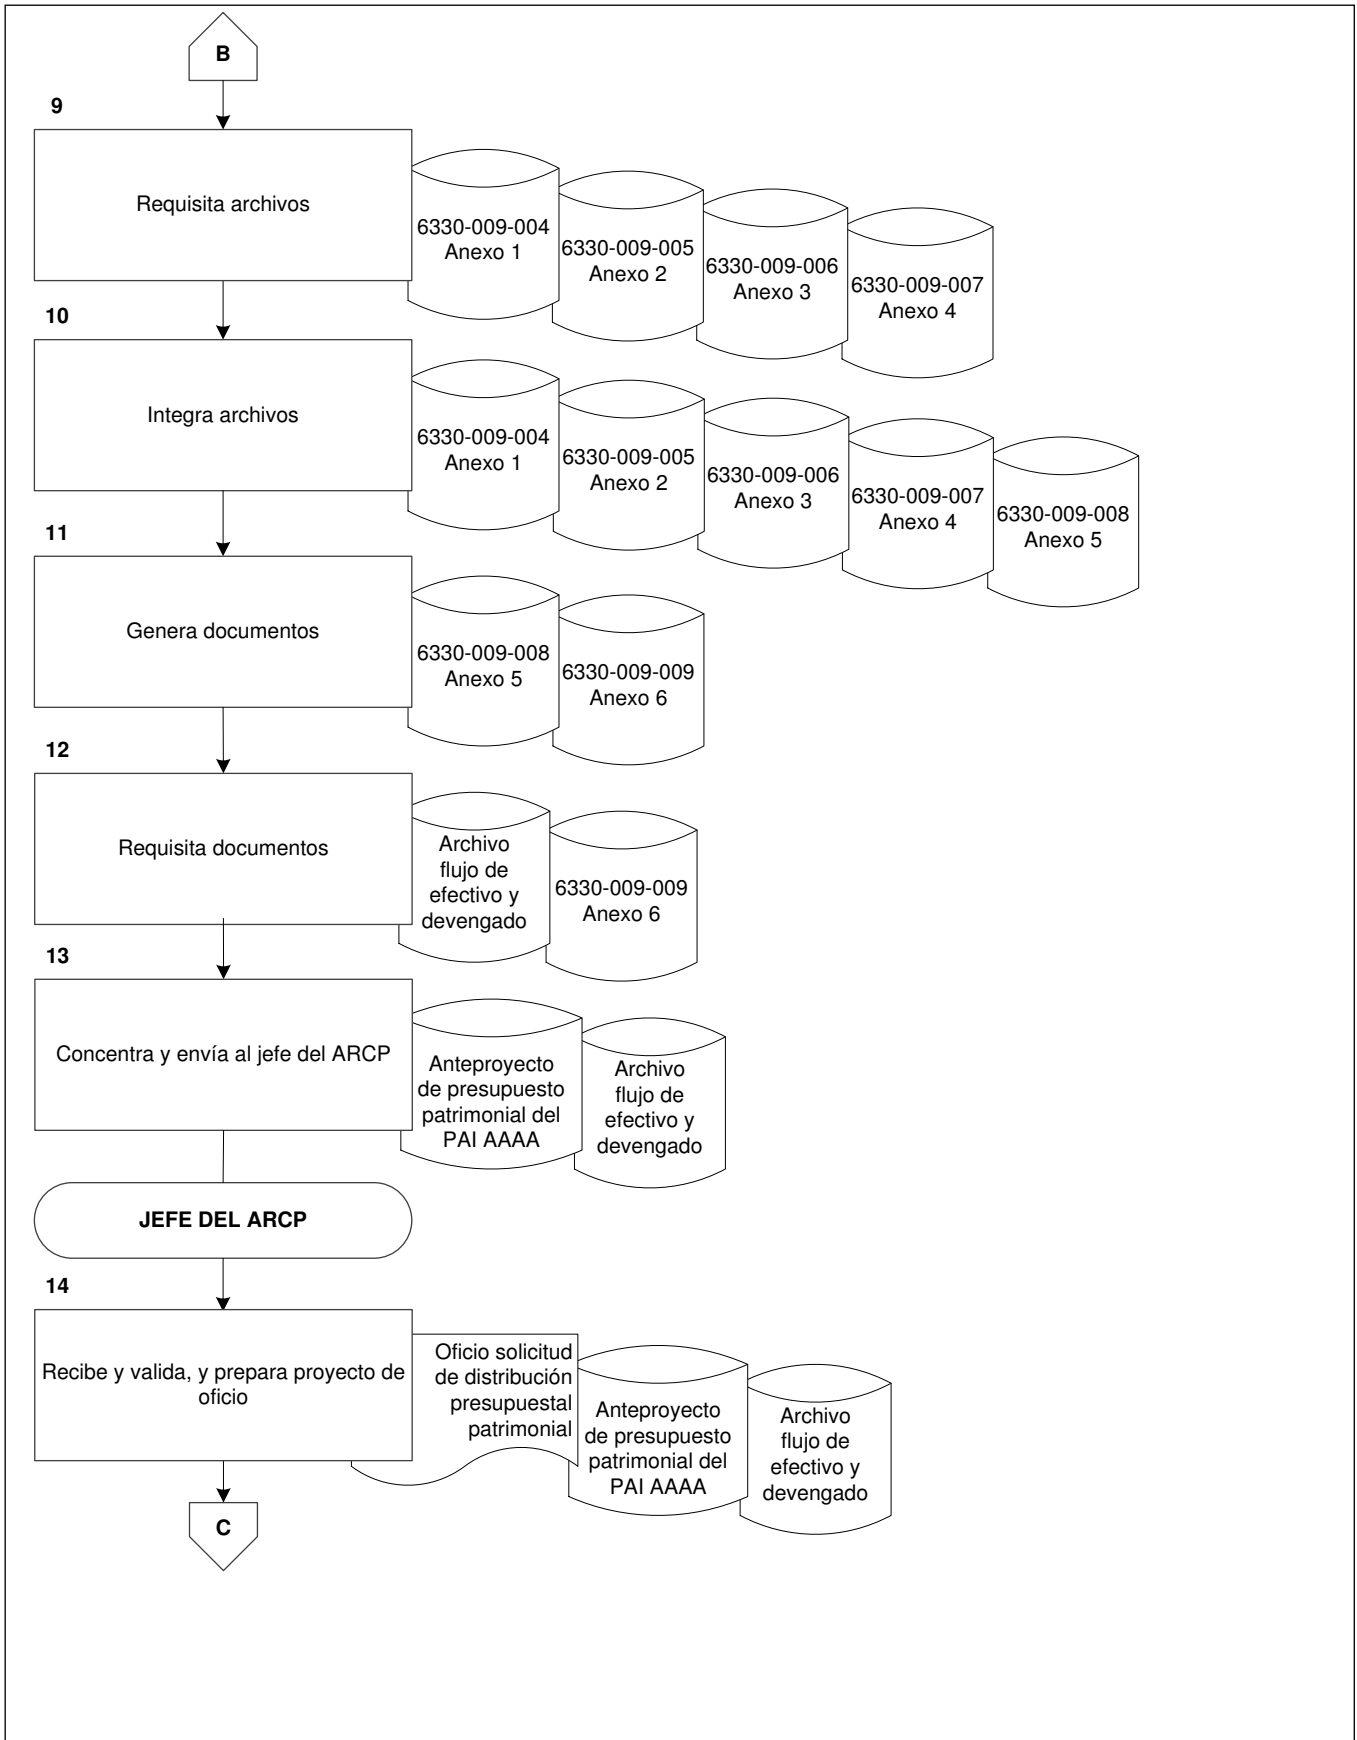 B
9
Requisita archivos
6330-009-004
Anexo 1
6330-009-005
Anexo 2
6330-009-006
Anexo 3
6330-009-007
Anexo 4
10
Integra archivos
6330-009-004
Anexo 1
6330-009-005
Anexo 2
6330-009-006
Anexo 3
6330-009-007
Anexo 4
6330-009-008
Anexo 5
11
Genera documentos
6330-009-008
Anexo 5
6330-009-009
Anexo 6
12
Requisita documentos
Archivo
flujo de
efectivo y
devengado
6330-009-009
Anexo 6
13
Concentra y envía al jefe del ARCP
Anteproyecto
de presupuesto
patrimonial del
PAI AAAA
Archivo
flujo de
efectivo y
devengado
JEFE DEL ARCP
14
Recibe y valida, y prepara proyecto de
oficio
Oficio solicitud
de distribución
presupuestal
patrimonial
Anteproyecto
de presupuesto
patrimonial del
PAI AAAA
Archivo
flujo de
efectivo y
devengado
C